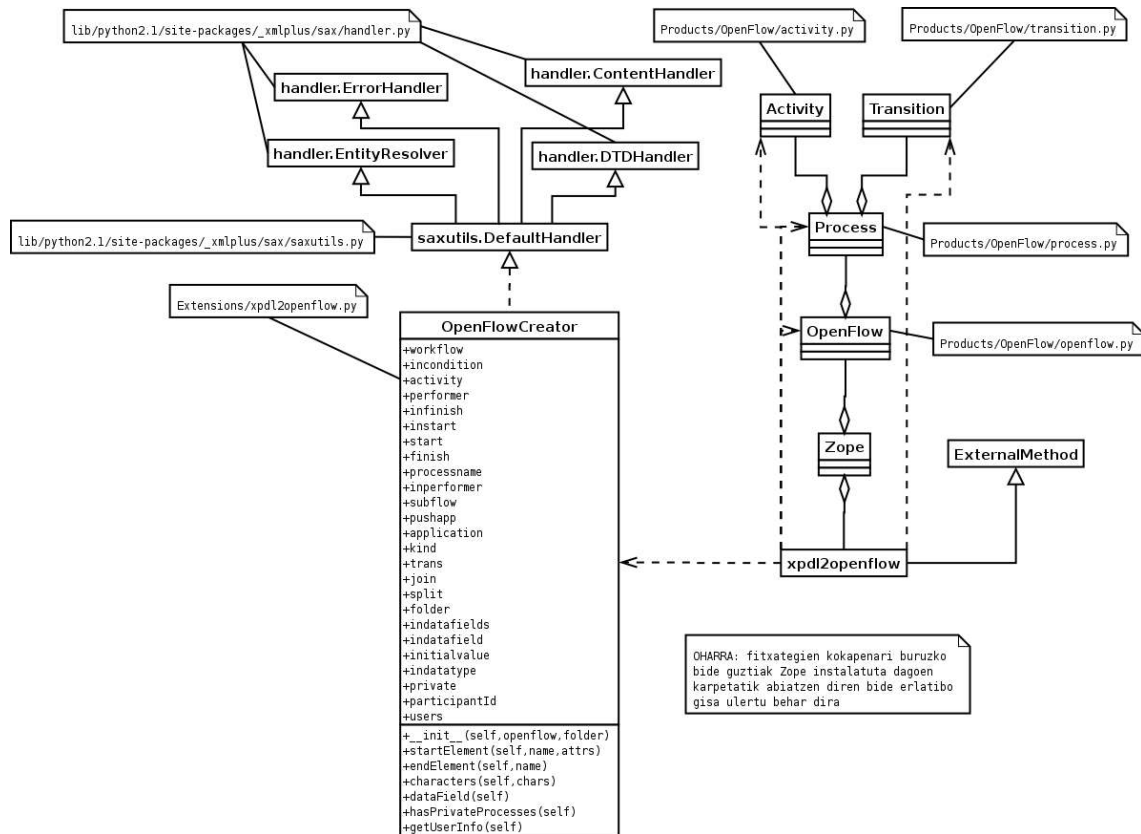 lib/python2.1/site-packages/_xmlplus/sax/handler.py
Products/OpenFlow/activity.py
Products/OpenFlow/transition.py
handler.ContentHandler
handler.ErrorHandler
Activity
Transition
handler.EntityResolver
handler.DTDHandler
lib/python2.1/site-packages/_xmlplus/sax/saxutils.py
saxutils.DefaultHandler
Process
Products/OpenFlow/process.py
Extensions/xpdl2openflow.py
OpenFlowCreator
+workflow
+incondition
+activity
+performer
+infinish
+instart
+start
+finish
+processname
+inperformer
+subflow
+pushapp
+application
+kind
+trans
+join
+split
+folder
+indatafields
+indatafield
+initialvalue
+indatatype
+private
+participantId
+users
+__init__(self,openflow,folder)
+startElement(self,name,attrs)
+endElement(self,name)
+characters(self,chars)
+dataField(self)
+hasPrivateProcesses(self)
+getUserInfo(self)
OpenFlow
Products/OpenFlow/openflow.py
Zope
ExternalMethod
xpdl2openflow
OHARRA: fitxategien kokapenari buruzko
bide guztiak Zope instalatuta dagoen
karpetatik abiatzen diren bide erlatibo
gisa ulertu behar dira